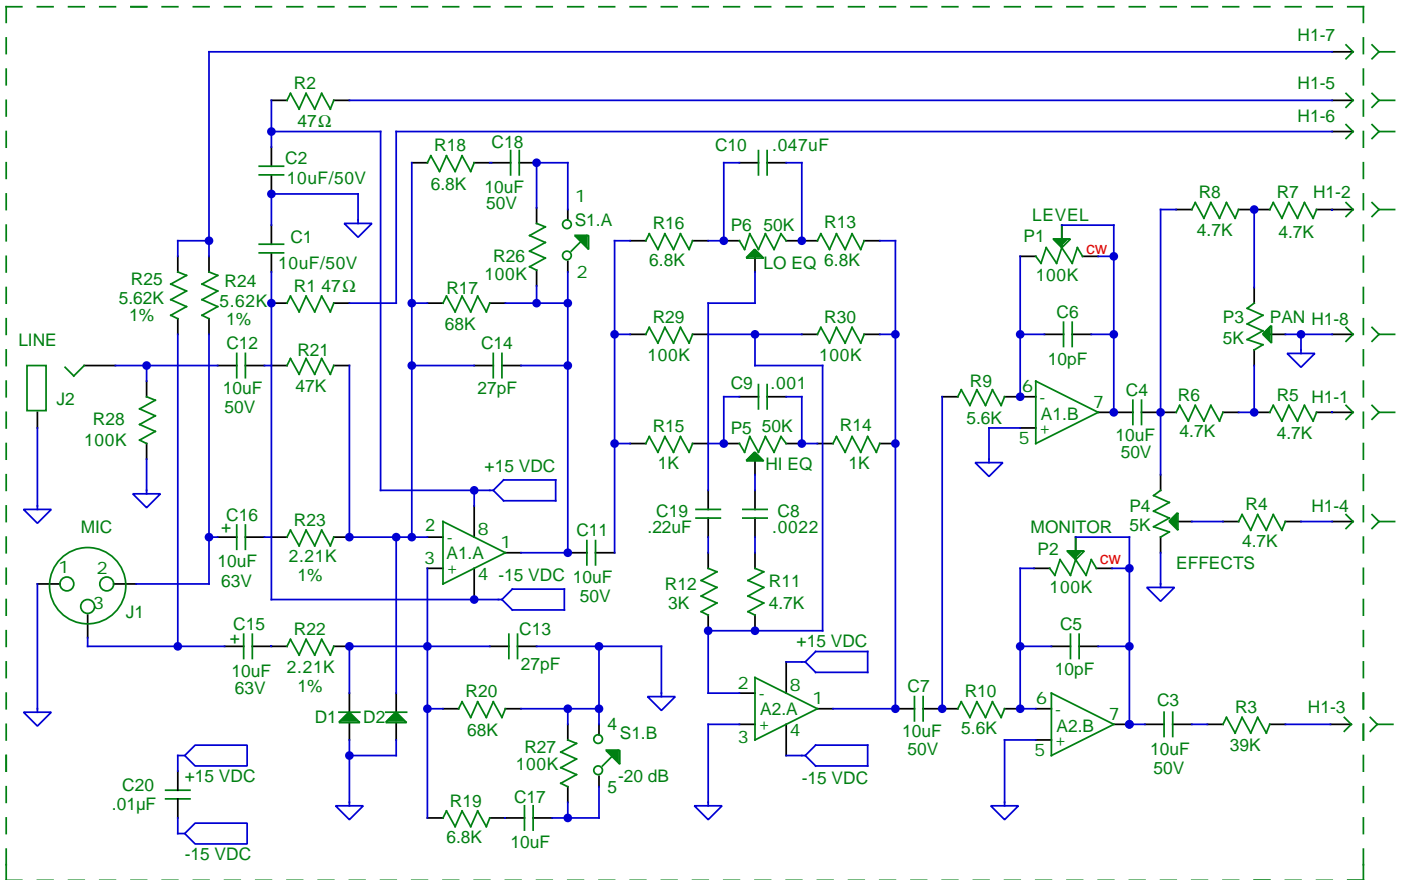 H1-7
R2
47Ω
H1-5
H1-6
C2
10uF/50V
C1
10uF/50V
R1 47Ω
R25
5.62K
1%
R24
5.62K
1%
LINE
J2
R28
100K
C12
10uF
50V
R21
47K
R18
6.8K
C18
10uF
50V
1
S1.A
2
R26
100K
R17
68K
C14
27pF
C10
.047uF
R16
6.8K
P6
50K
LO EQ
R13
6.8K
R29
100K
R30
100K
C9
.001
R15
1K
P5
50K
HI EQ
R14
1K
LEVEL
P1
CW
100K
C6
10pF
R9
5.6K
6
-
A1.B
7
5
+
C4
10uF
50V
R8
4.7K
R7
4.7K
H1-2
P3
5K
PAN
H1-8
R6
4.7K
R5
4.7K
H1-1
MIC
1
2
3
J1
C16
+
10uF
63V
R23
2.21K
1%
+15 VDC
2
-
8
A1.A
1
3
+
4
-15 VDC
C11
10uF
50V
C19
.22uF
C8
.0022
R12
3K
R11
4.7K
P4
5K
EFFECTS
R4
4.7K
H1-4
MONITOR
P2
CW
100K
C5
10pF
C15
+
10uF
63V
R22
2.21K
1%
C13
27pF
D1
D2
R20
68K
R27
100K
4
S1.B
-20 dB
5
R19
6.8K
C17
10uF
+15 VDC
2
-
8
A2.A
1
3
+
4
-15 VDC
C7
10uF
50V
R10
5.6K
6
-
A2.B
7
5
+
C3
10uF
50V
R3
39K
H1-3
C20
.01µF
+15 VDC
-15 VDC